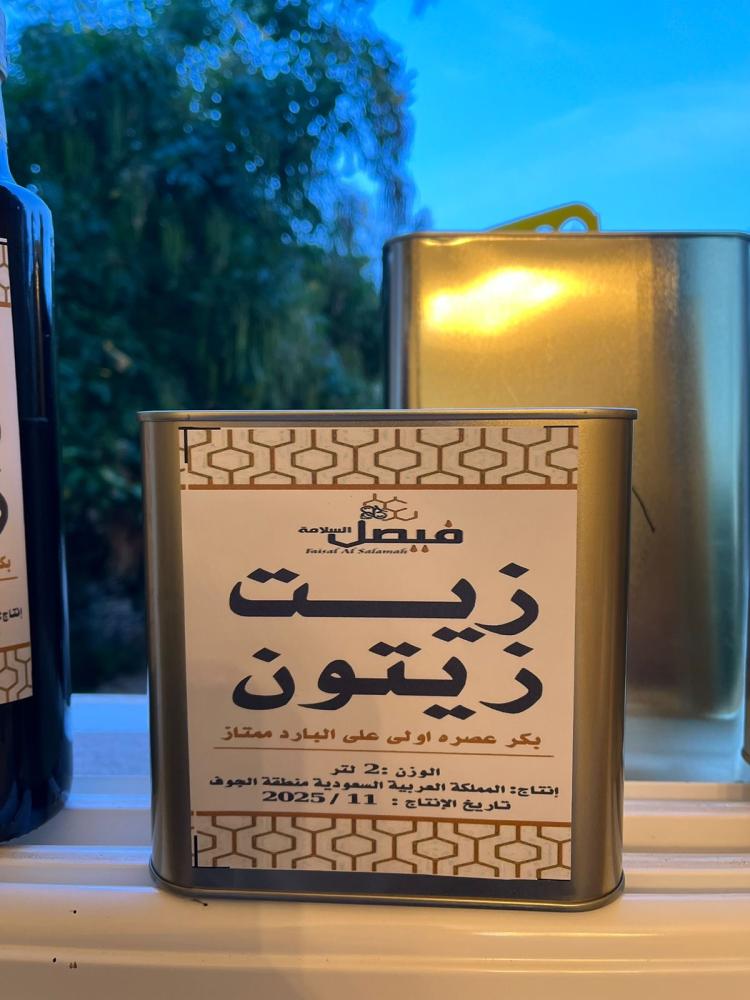 فيصل السلامة
Faisal Al Salamah
زيت
زيتون
بكر عصره اولى على البارد ممتاز
الوزن :2 لتر
إنتاج: المملكة العربية السعودية منطقة الجوف
تاريخ الإنتاج : 11 / 2025
إنتاج: